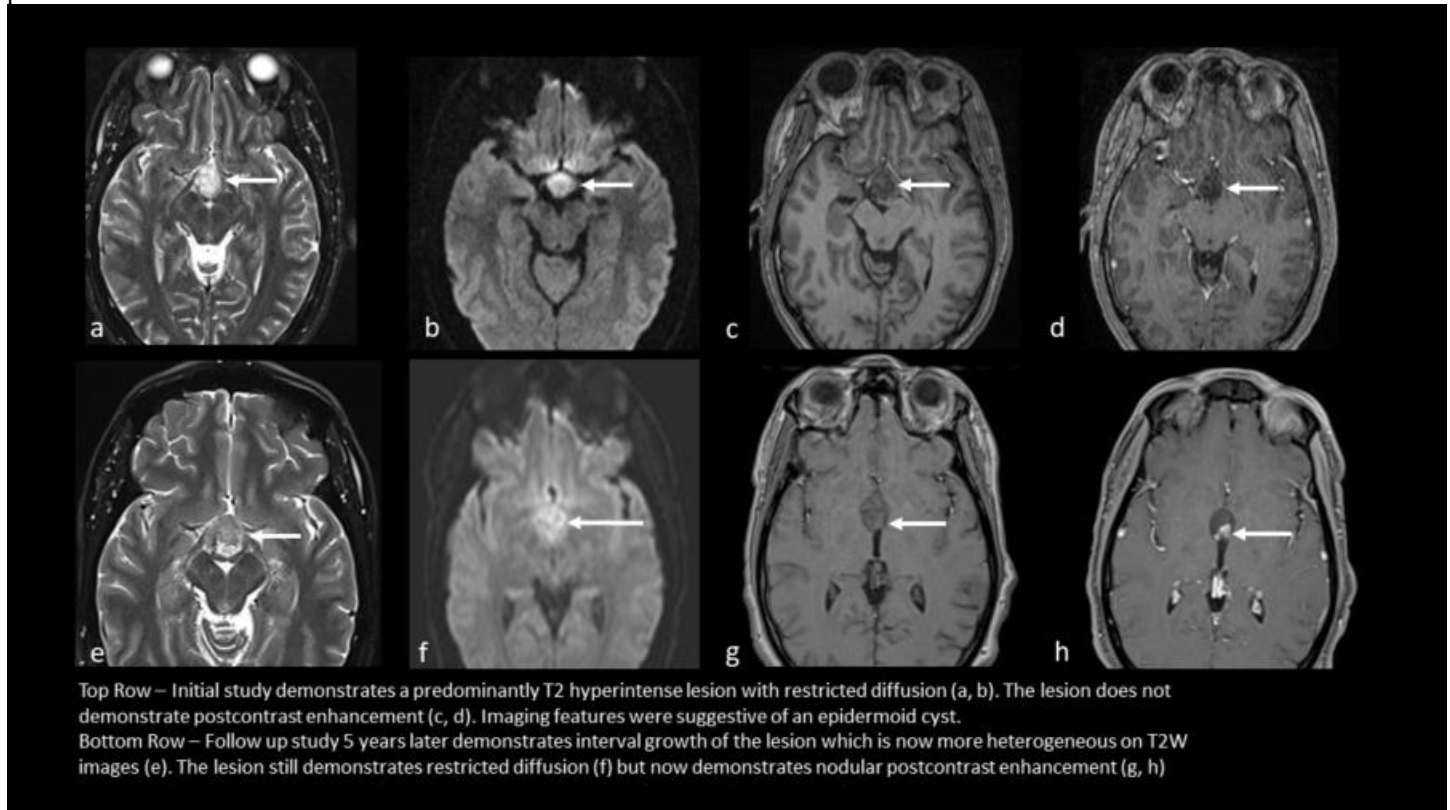 a
b
c
d
e
f
g
h
Top Row – Initial study demonstrates a predominantly T2 hyperintense lesion with restricted diffusion (a, b). The lesion does not
demonstrate postcontrast enhancement (c, d). Imaging features were suggestive of an epidermoid cyst.
Bottom Row – Follow up study 5 years later demonstrates interval growth of the lesion which is now more heterogeneous on T2W
images (e). The lesion still demonstrates restricted diffusion (f) but now demonstrates nodular postcontrast enhancement (g, h)